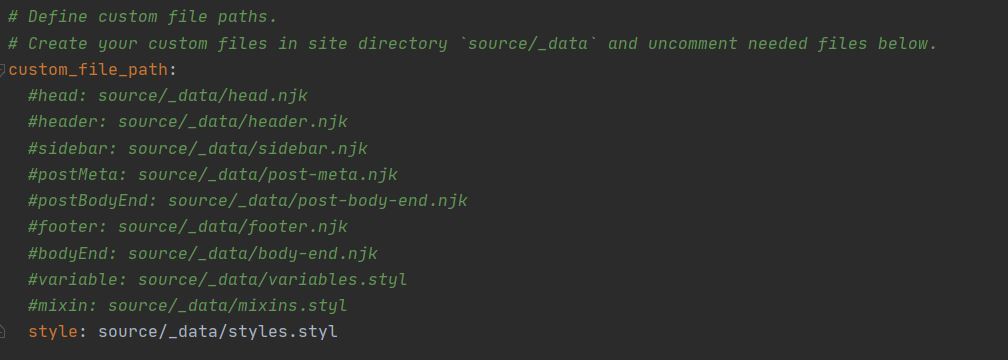 # Define custom file paths.
# Create your custom files in site directory `source/_data` and uncomment needed files below.
custom_file_path:
  #head: source/_data/head.njk
  #header: source/_data/header.njk
  #sidebar: source/_data/sidebar.njk
  #postMeta: source/_data/post-meta.njk
  #postBodyEnd: source/_data/post-body-end.njk
  #footer: source/_data/footer.njk
  #bodyEnd: source/_data/body-end.njk
  #variable: source/_data/variables.styl
  #mixin: source/_data/mixins.styl
  style: source/_data/styles.styl